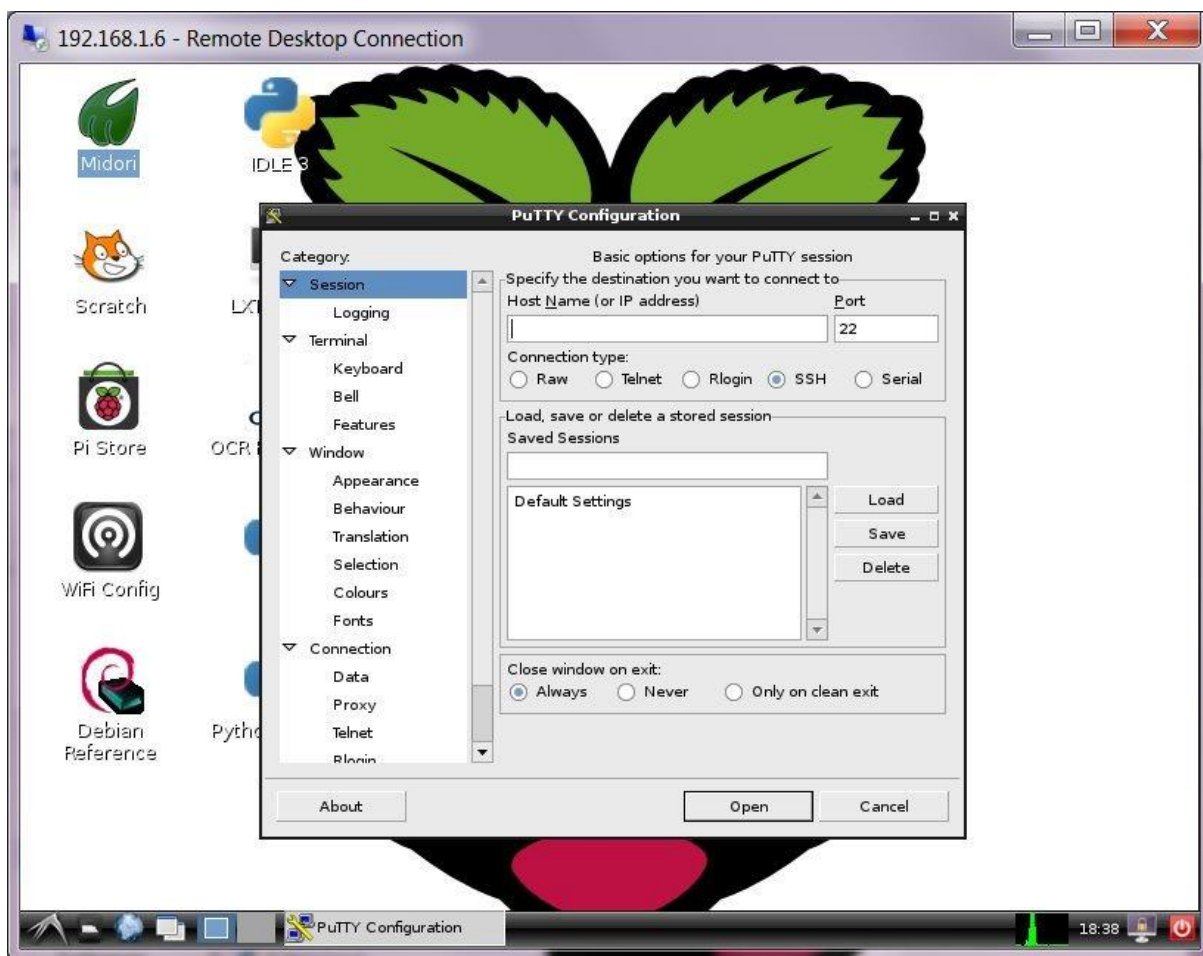 192.168.1.6 - Remote Desktop Connection
Midori
IDLE 3
Scratch
Pi Store
OCR
WiFi Config
Debian
Reference
PuTTY Configuration
Category:
Session
Logging
Terminal
Keyboard
Bell
Features
Window
Appearance
Behaviour
Translation
Selection
Colours
Fonts
Connection
Data
Proxy
Telnet
Rlogin
Basic options for your PuTTY session
Specify the destination you want to connect to
Host Name (or IP address) Port
22
Connection type:
Raw Telnet Rlogin SSH Serial
Load, save or delete a stored session
Saved Sessions
Default Settings
Load
Save
Delete
Close window on exit:
Always Never Only on clean exit
About Open Cancel
PuTTY Configuration
18:38